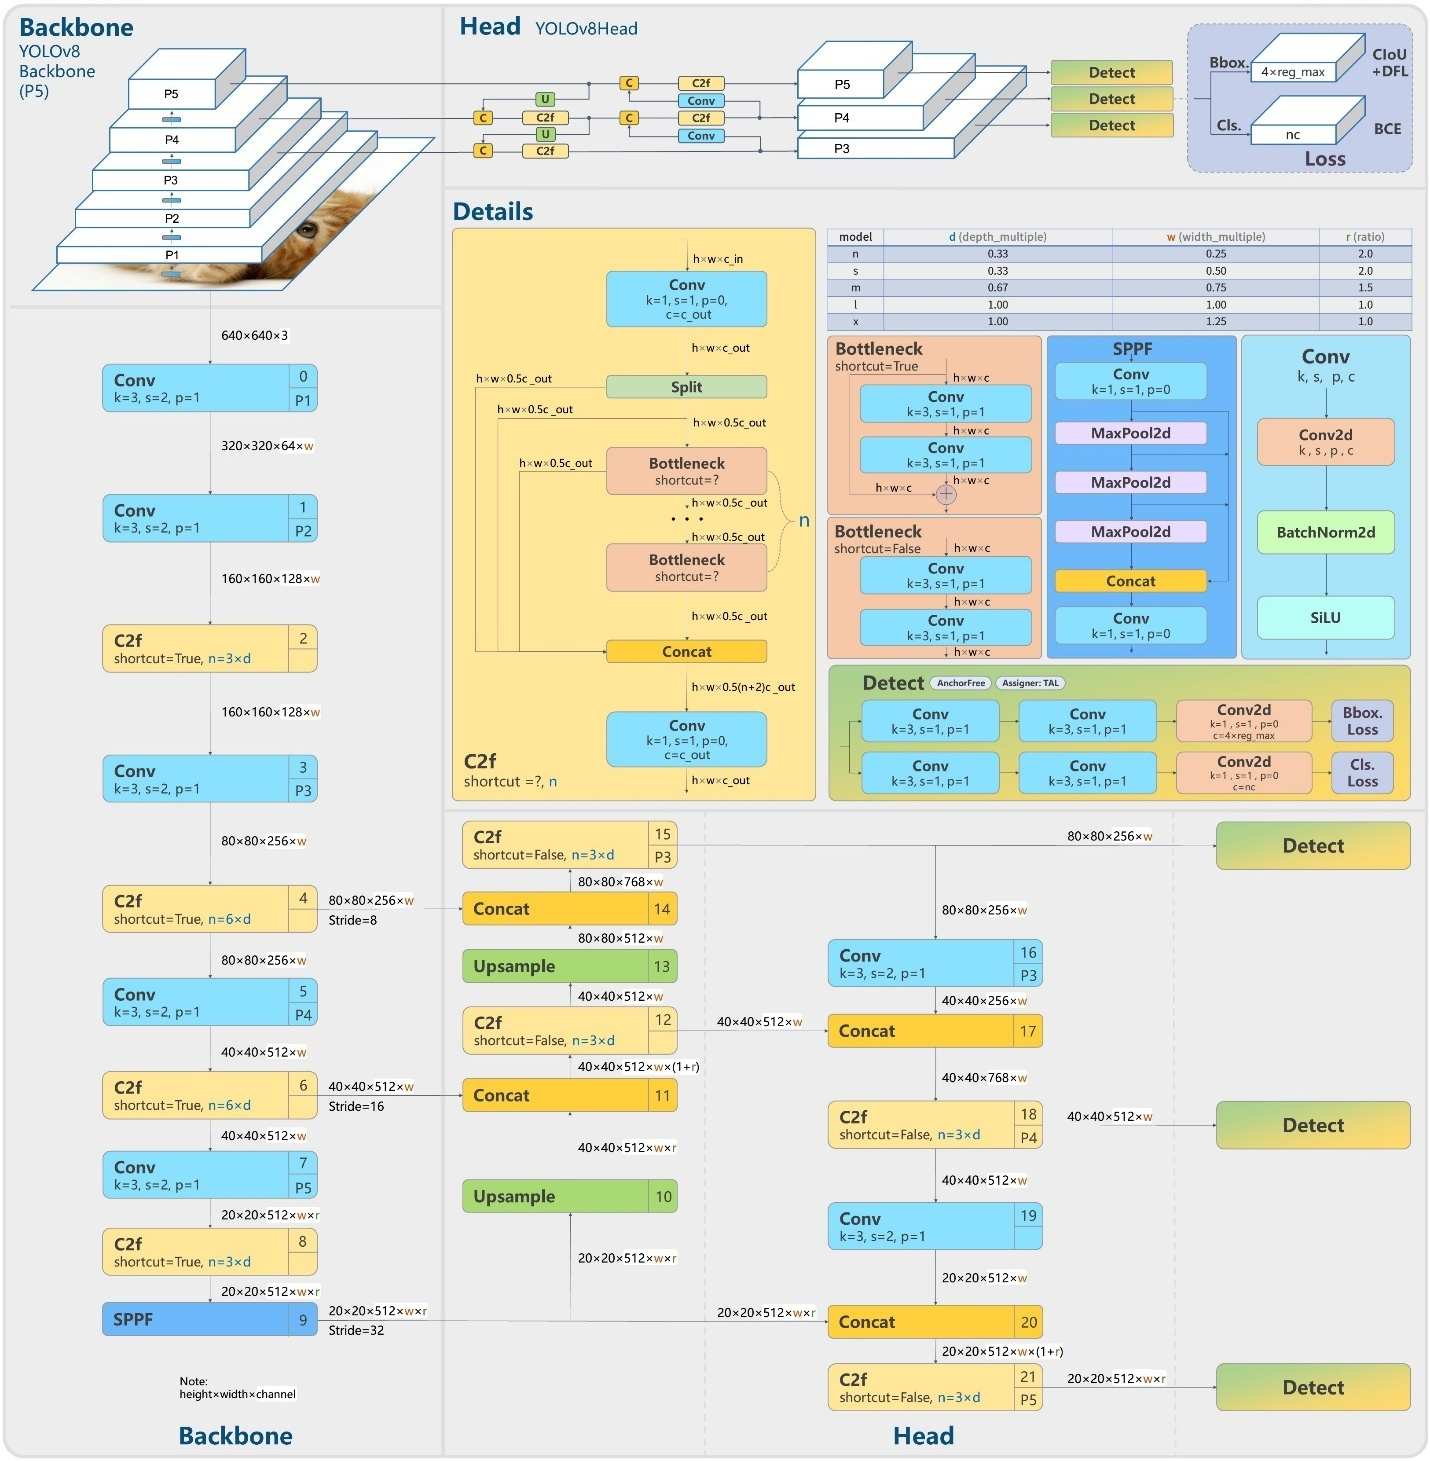 Backbone
YOLOv8
Backbone
(P5)
P5
P4
P3
P2
P1
Head YOLOv8Head
C
C2f
U
Conv
C
C2f
C
C2f
U
Conv
C
C2f
P5
P4
P3
Detect
Detect
Detect
Bbox.
4×reg_max
CIoU
+DFL
Cls.
nc
BCE
Loss
640×640×3
Conv
k=3, s=2, p=1
0
P1
320×320×64×w
Conv
k=3, s=2, p=1
1
P2
160×160×128×w
C2f
shortcut=True, n=3×d
2
160×160×128×w
Conv
k=3, s=2, p=1
3
P3
80×80×256×w
C2f
shortcut=True, n=6×d
4
80×80×256×w
Stride=8
80×80×256×w
Conv
k=3, s=2, p=1
5
P4
40×40×512×w
C2f
shortcut=True, n=6×d
6
40×40×512×w
Stride=16
40×40×512×w
Conv
k=3, s=2, p=1
7
P5
20×20×512×w×r
C2f
shortcut=True, n=3×d
8
20×20×512×w×r
SPPF
9
20×20×512×w×r
Stride=32
Note:
height×width×channel
Backbone
Details
h×w×c_in
Conv
k=1, s=1, p=0,
c=c_out
h×w×c_out
h×w×0.5c_out
Split
h×w×0.5c_out
h×w×0.5c_out
h×w×0.5c_out
Bottleneck
shortcut=?
h×w×0.5c_out
• • •
n
h×w×0.5c_out
Bottleneck
shortcut=?
h×w×0.5c_out
Concat
h×w×0.5(n+2)c_out
Conv
k=1, s=1, p=0,
c=c_out
h×w×c_out
C2f
shortcut =?, n
model d (depth_multiple) w (width_multiple) r (ratio)
n 0.33 0.25 2.0
s 0.33 0.50 2.0
m 0.67 0.75 1.5
l 1.00 1.00 1.0
x 1.00 1.25 1.0
Bottleneck
shortcut=True
h×w×c
Conv
k=3, s=1, p=1
h×w×c
Conv
k=3, s=1, p=1
h×w×c
h×w×c
+
Bottleneck
shortcut=False
h×w×c
Conv
k=3, s=1, p=1
h×w×c
Conv
k=3, s=1, p=1
h×w×c
SPPF
Conv
k=1, s=1, p=0
MaxPool2d
MaxPool2d
MaxPool2d
Concat
Conv
k=1, s=1, p=0
Conv
k, s, p, c
Conv2d
k , s , p , c
BatchNorm2d
SiLU
Detect AnchorFree Assigner: TAL
Conv
k=3, s=1, p=1
Conv
k=3, s=1, p=1
Conv2d
k=1 , s=1 , p=0
c=4×reg_max
Bbox.
Loss
Conv
k=3, s=1, p=1
Conv
k=3, s=1, p=1
Conv2d
k=1 , s=1 , p=0
c=nc
Cls.
Loss
C2f
shortcut=False, n=3×d
15
P3
80×80×768×w
Concat
14
80×80×512×w
Upsample
13
40×40×512×w
C2f
shortcut=False, n=3×d
12
40×40×512×w×(1+r)
Concat
11
40×40×512×w×r
Upsample
10
20×20×512×w×r
80×80×256×w
Detect
80×80×256×w
Conv
k=3, s=2, p=1
16
P3
40×40×256×w
40×40×512×w
Concat
17
40×40×768×w
C2f
shortcut=False, n=3×d
18
P4
40×40×512×w
Detect
40×40×512×w
Conv
k=3, s=2, p=1
19
20×20×512×w
20×20×512×w×r
Concat
20
20×20×512×w×(1+r)
C2f
shortcut=False, n=3×d
21
P5
20×20×512×w×r
Detect
Head